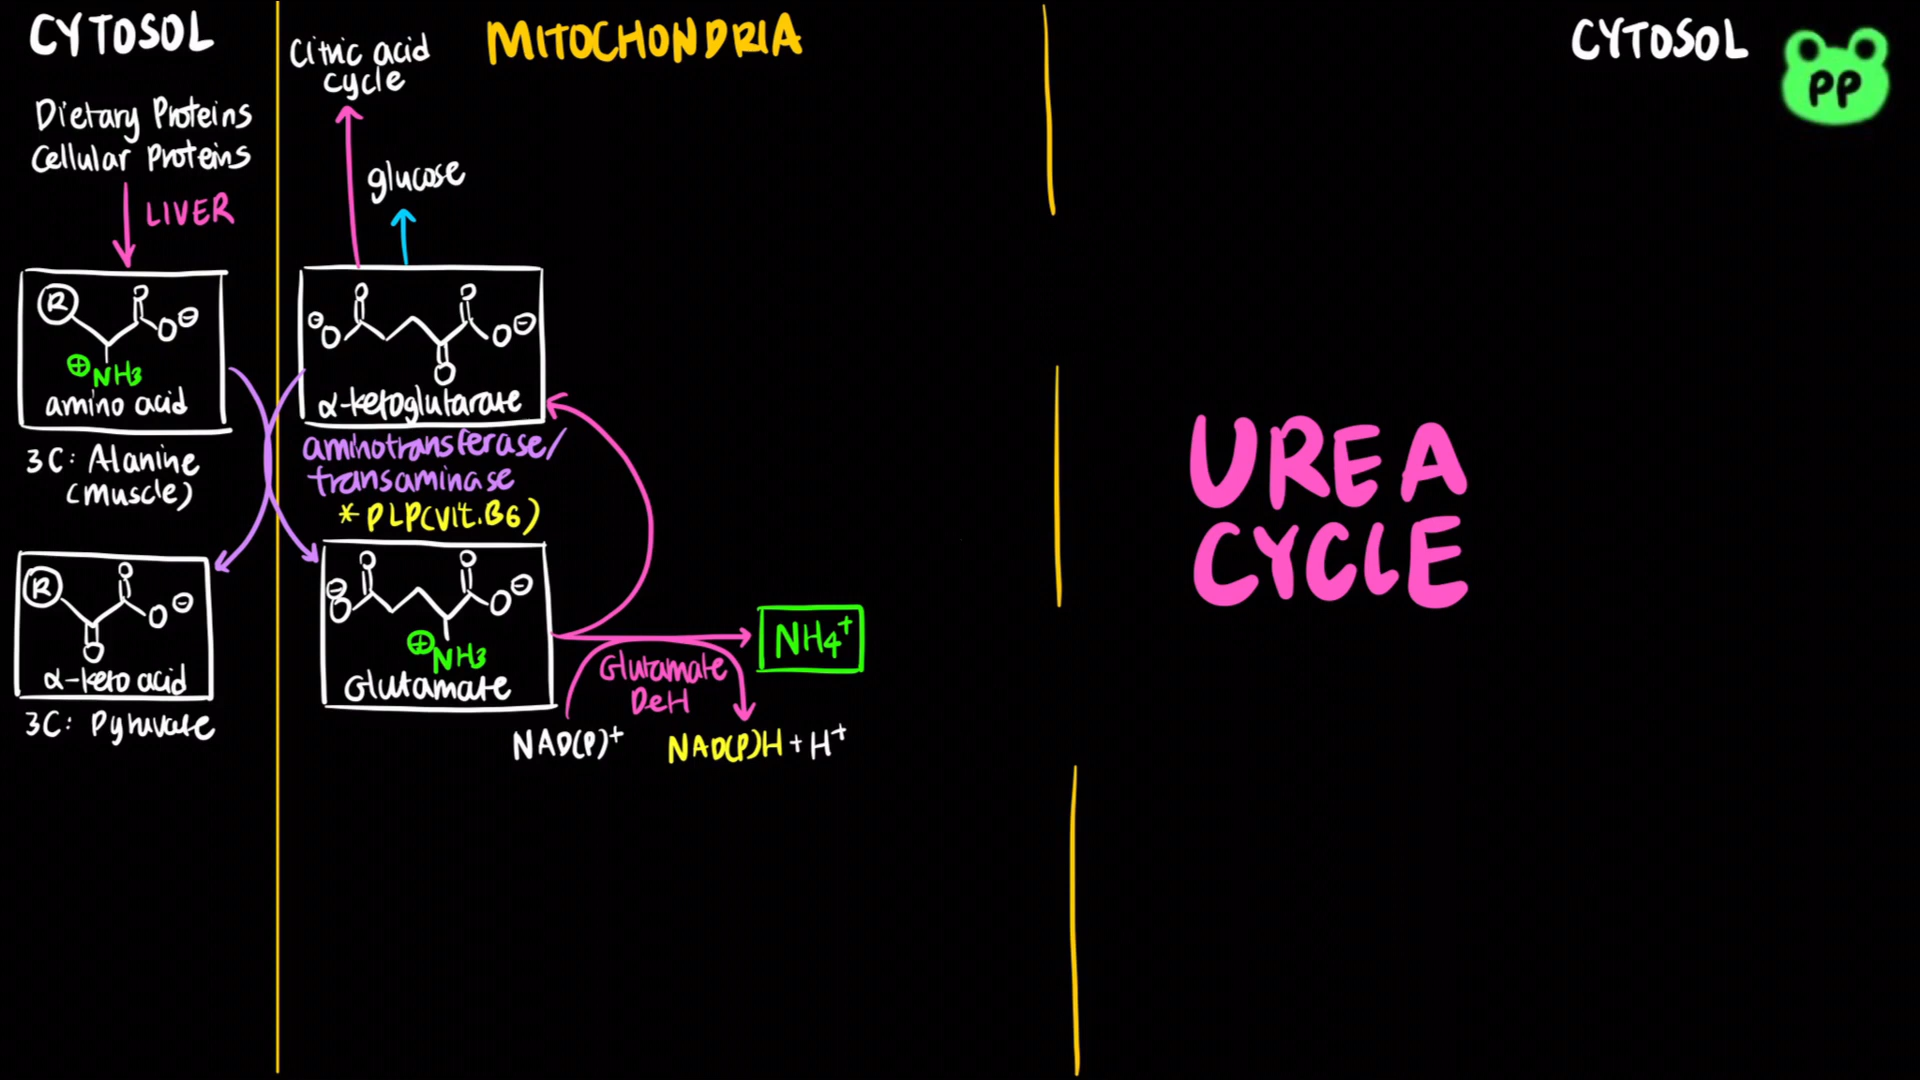 CYTOSOL
Dietary Proteins
Cellular Proteins
LIVER
R
O
O⊖
⊕NH3
amino acid
3C: Alanine
(muscle)
R
O
O⊖
O
α-keto acid
3C: Pyruvate
MITOCHONDRIA
Citric acid
cycle
glucose
O
O
⊖O
O⊖
O
α-ketoglutarate
aminotransferase/
transaminase
* PLP(Vit.B6)
O
O
⊖O
O⊖
⊕NH3
Glutamate
Glutamate
DeH
NH4+
NAD(P)+
NAD(P)H + H+
CYTOSOL
PP
UREA
CYCLE